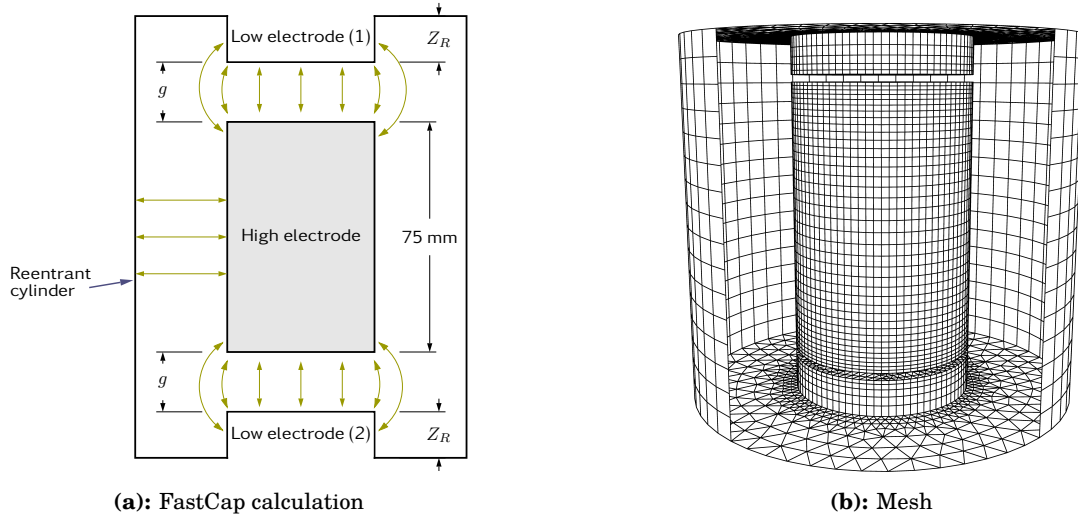 Low electrode (1)
Z_R
g
High electrode
75 mm
Reentrant
cylinder
g
Low electrode (2)
Z_R
(a): FastCap calculation
(b): Mesh